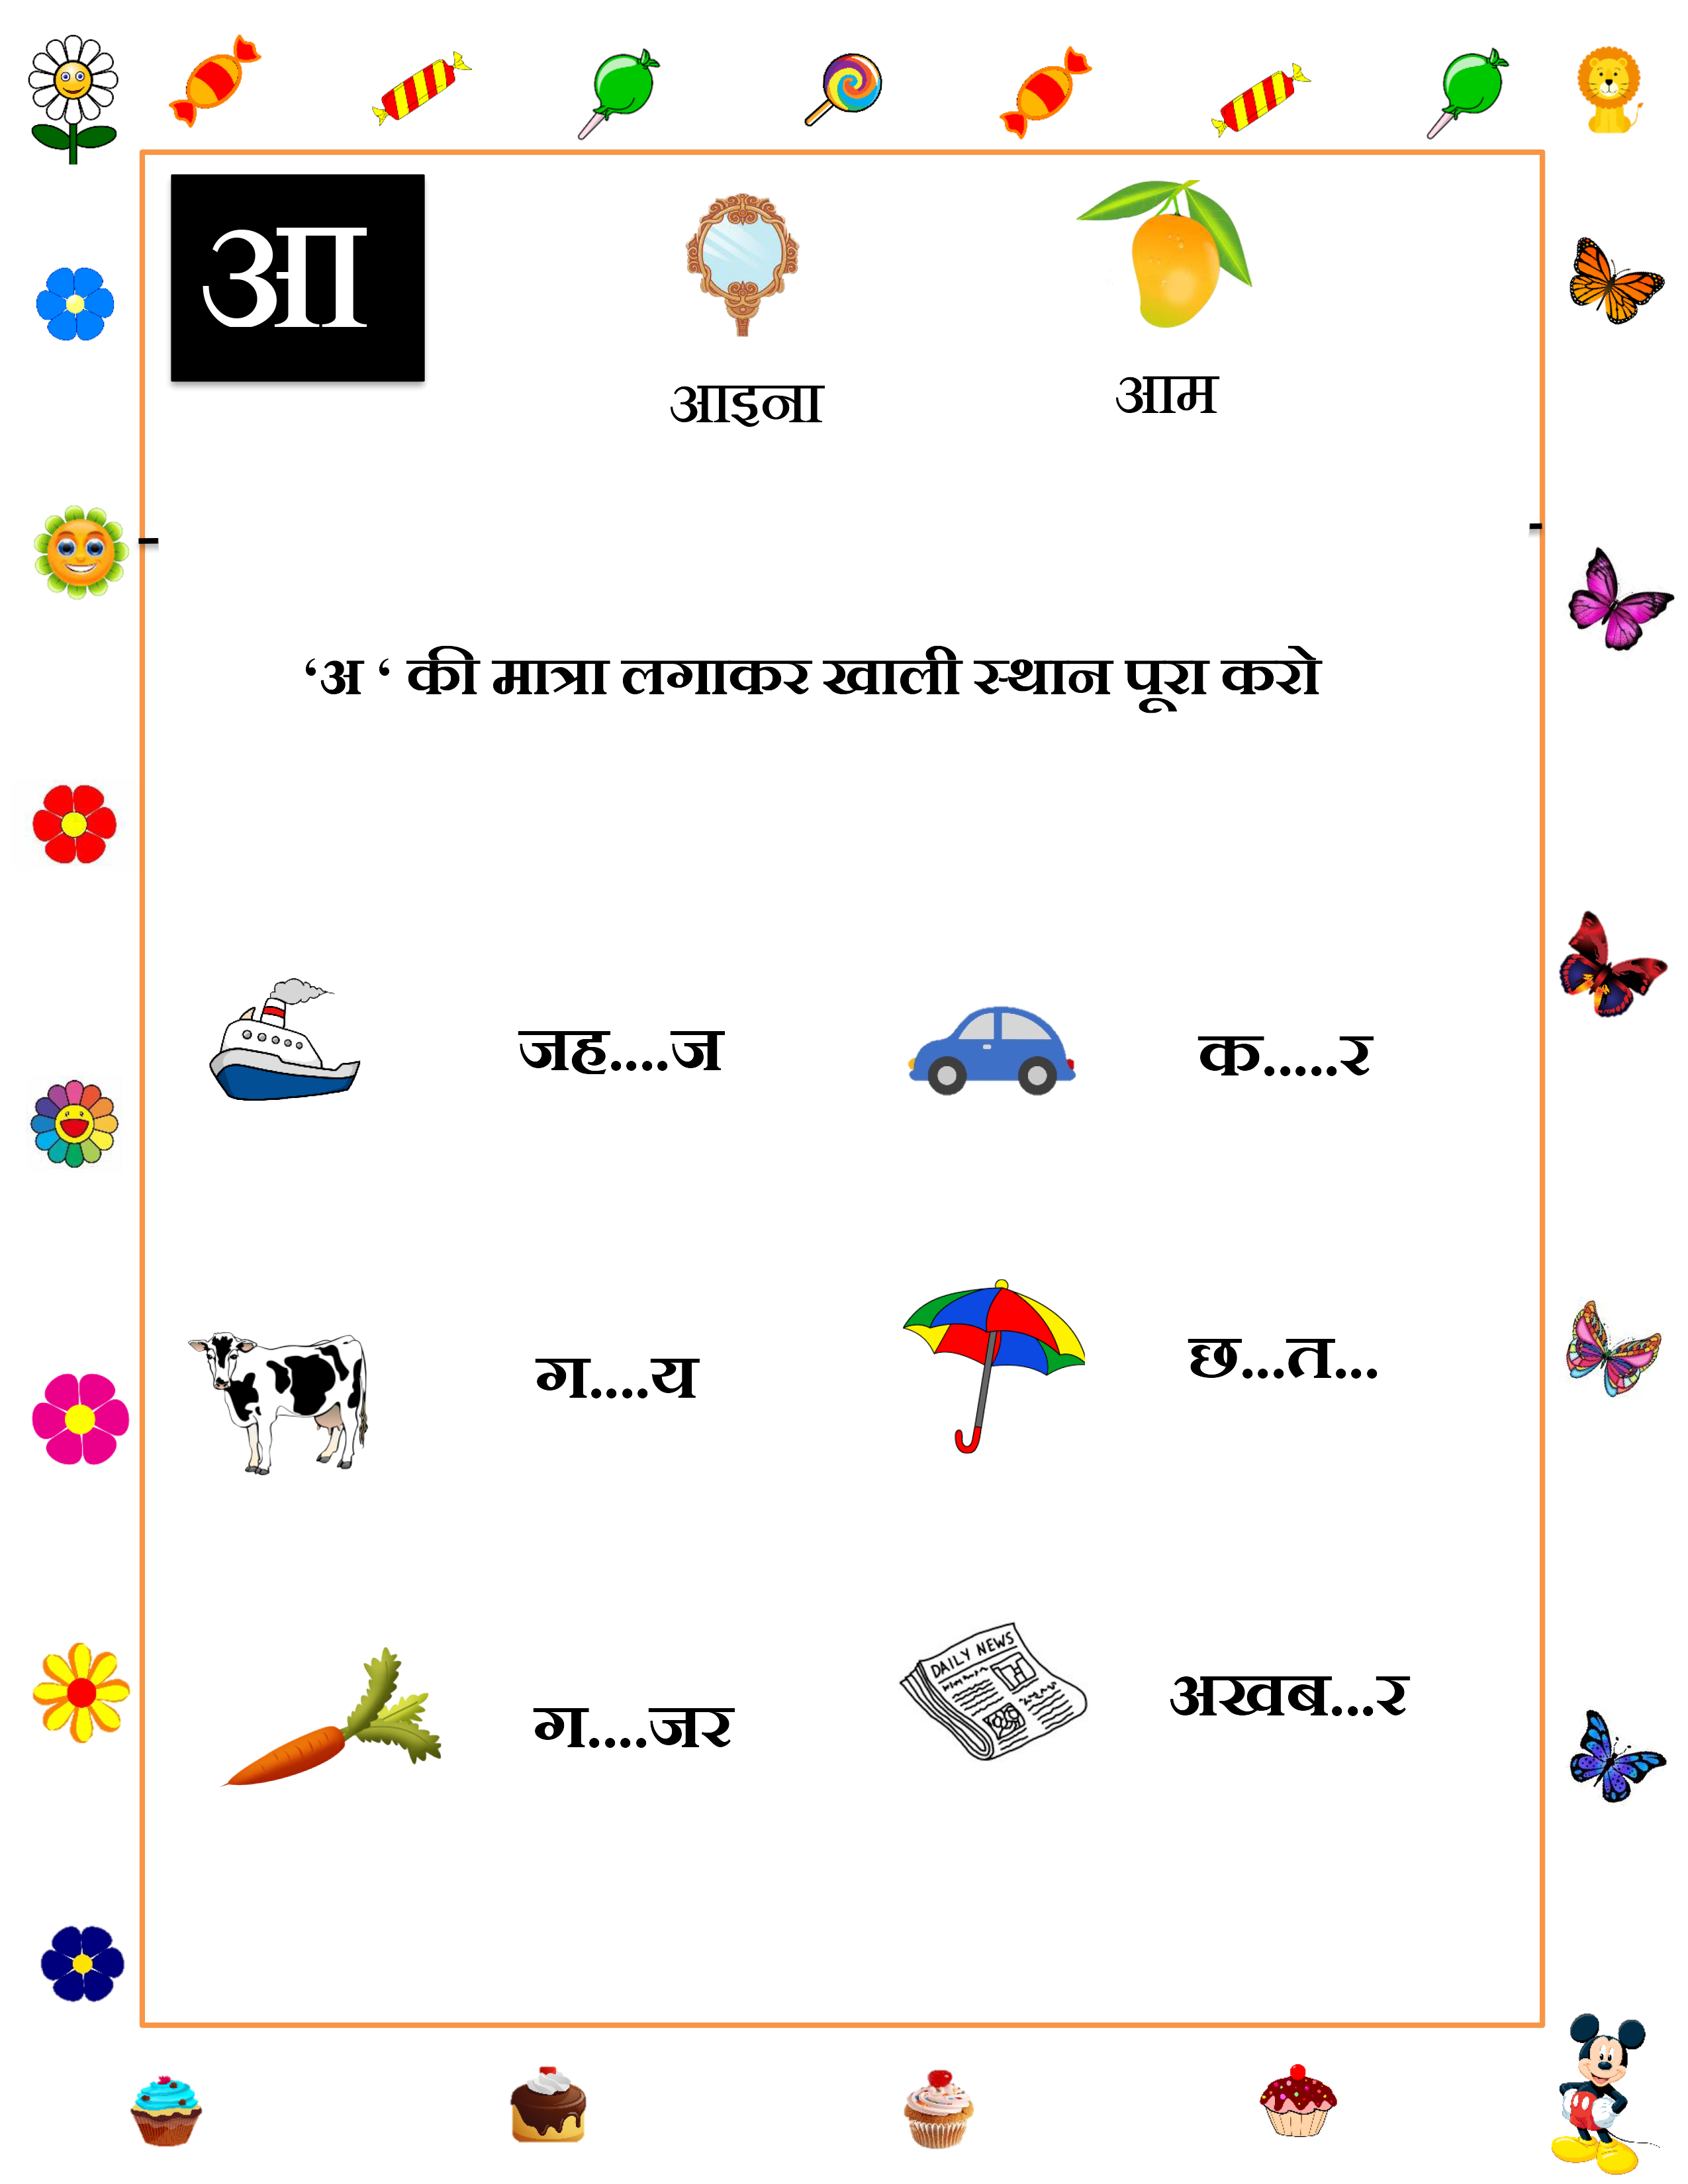 आ
आइना
आम
‘अ ‘ की मात्रा लगाकर खाली स्थान पूरा करो
जह....ज
क.....र
ग....य
छ...त...
ग....जर
DAILY NEWS
अखब...र